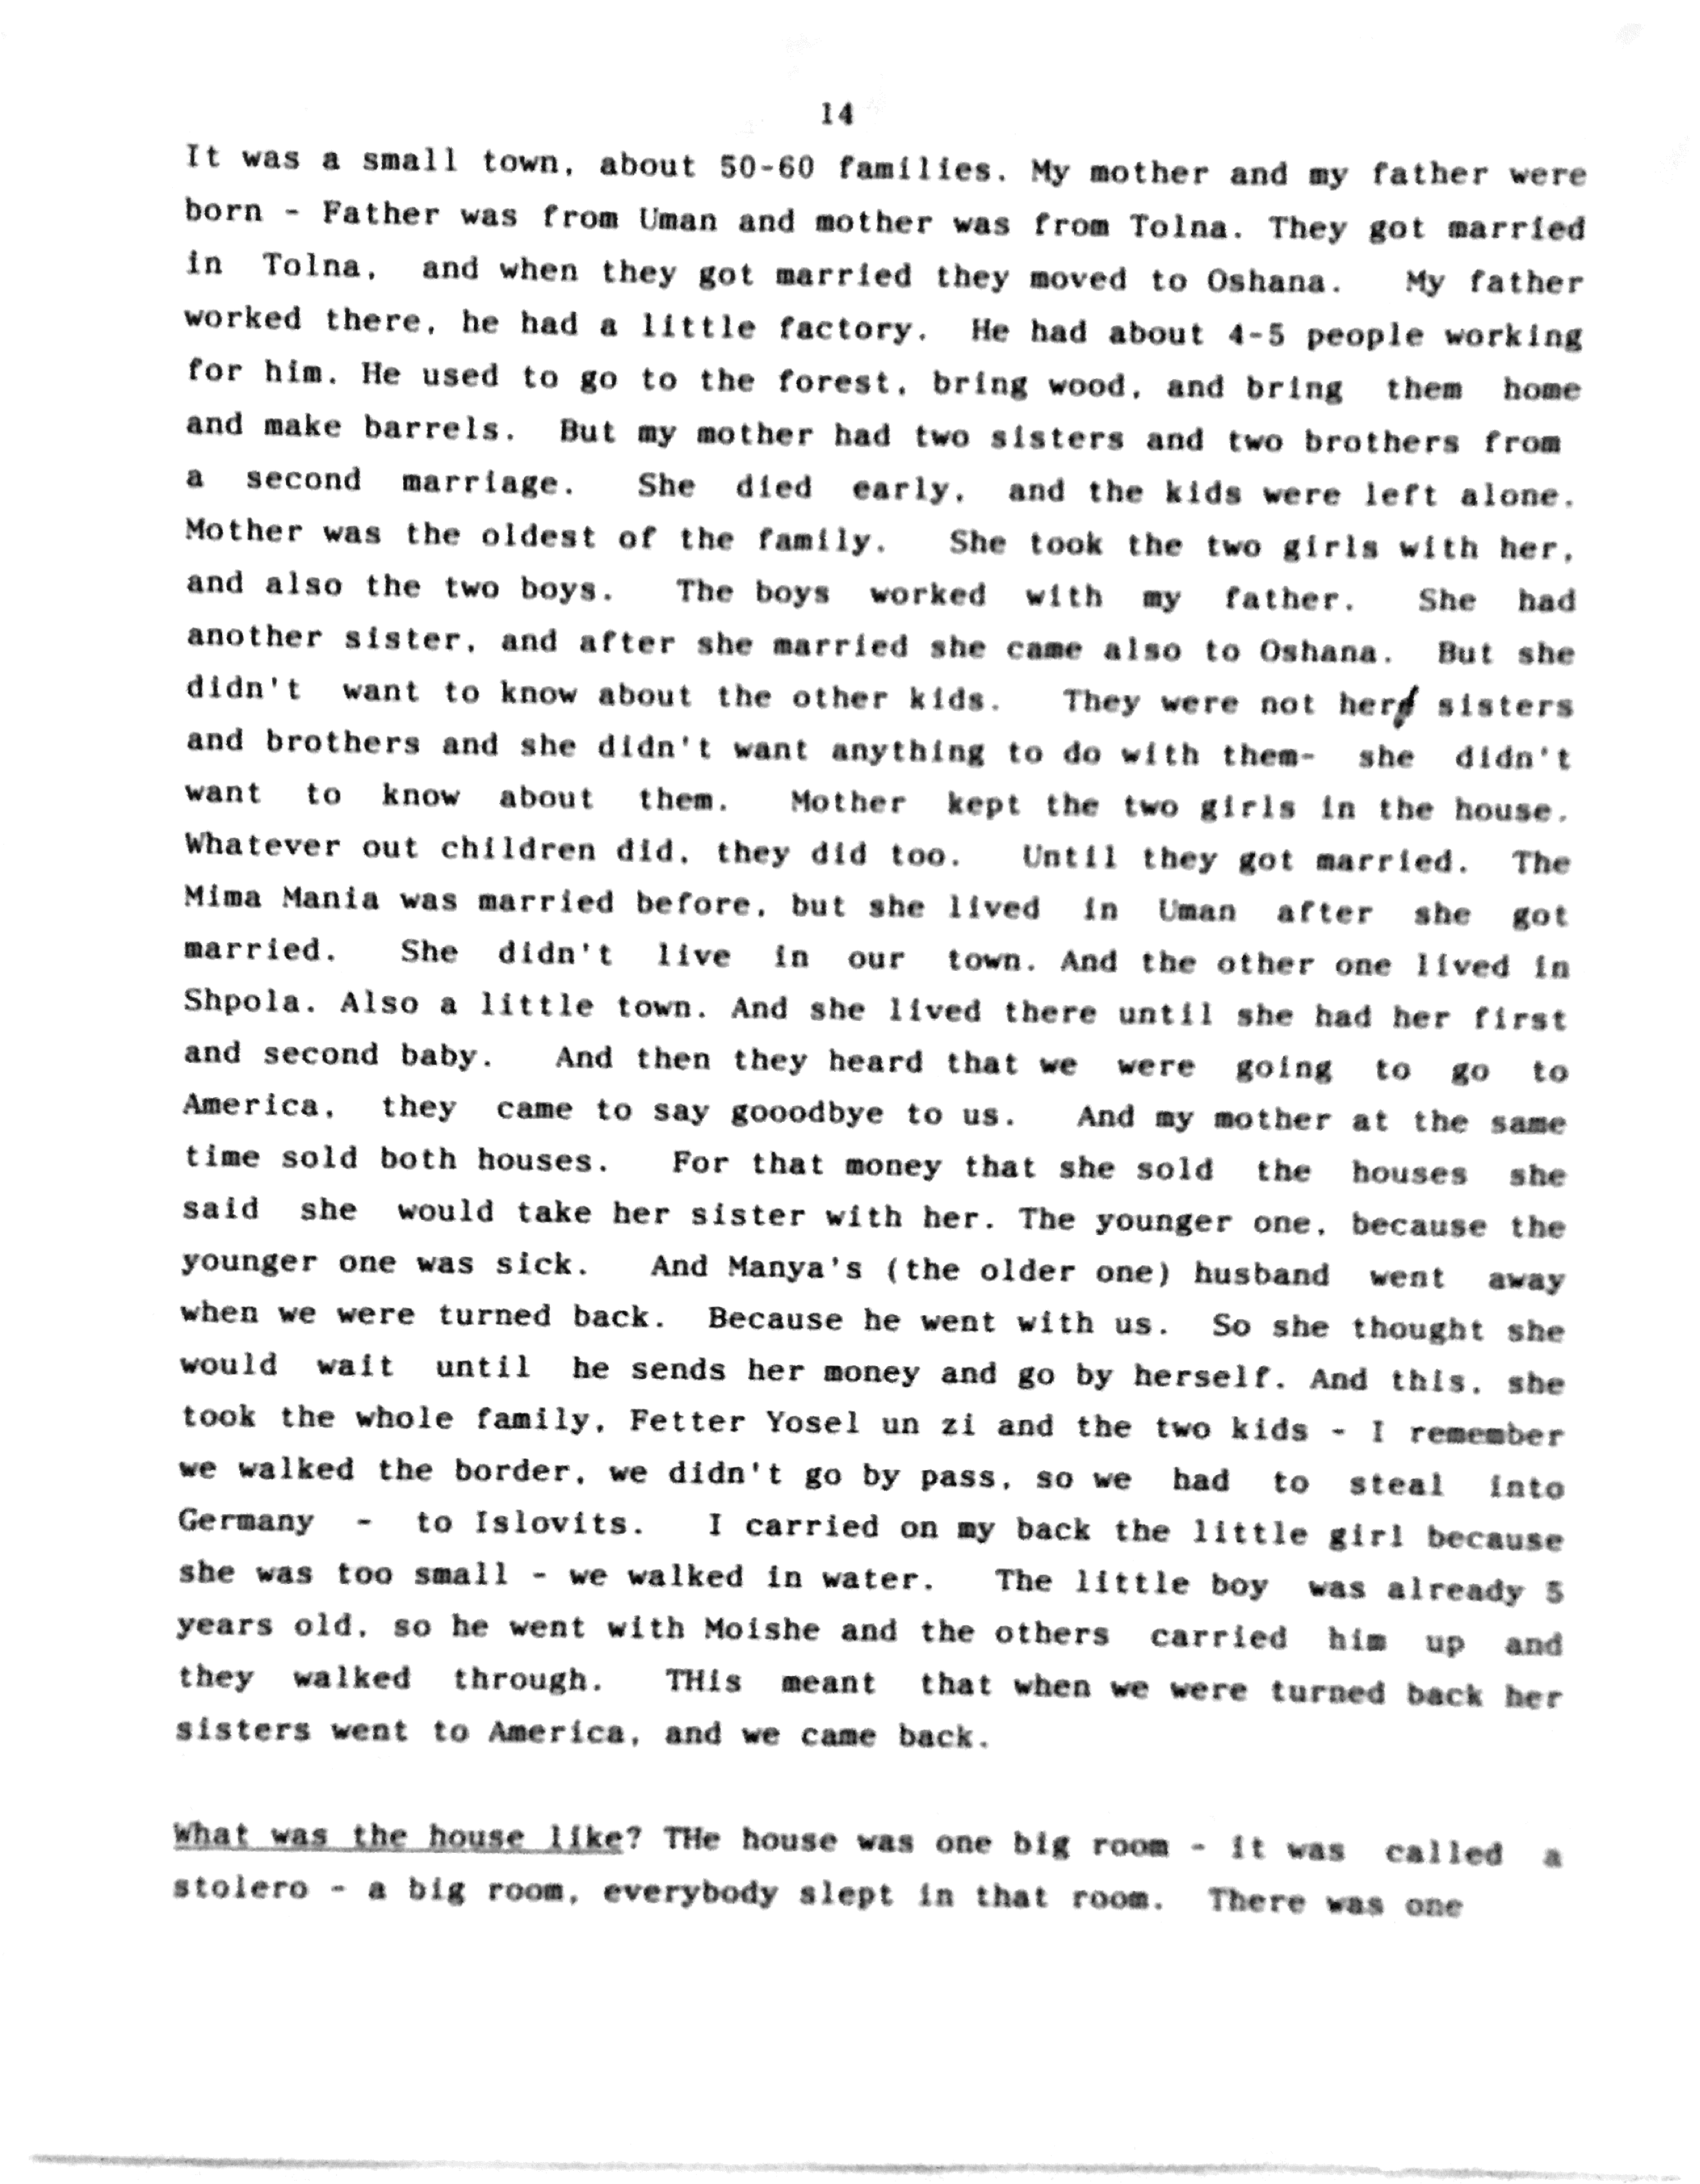 14
It was a small town, about 50-60 families. My mother and my father were
born - Father was from Uman and mother was from Tolna. They got married
in Tolna, and when they got married they moved to Oshana. My father
worked there, he had a little factory. He had about 4-5 people working
for him. He used to go to the forest, bring wood, and bring them home
and make barrels. But my mother had two sisters and two brothers from
a second marriage. She died early, and the kids were left alone.
Mother was the oldest of the family. She took the two girls with her,
and also the two boys. The boys worked with my father. She had
another sister, and after she married she came also to Oshana. But she
didn't want to know about the other kids. They were not her sisters
and brothers and she didn't want anything to do with them- she didn't
want to know about them. Mother kept the two girls in the house.
Whatever out children did, they did too. Until they got married. The
Mima Mania was married before, but she lived in Uman after she got
married. She didn't live in our town. And the other one lived in
Shpola. Also a little town. And she lived there until she had her first
and second baby. And then they heard that we were going to go to
America, they came to say gooodbye to us. And my mother at the same
time sold both houses. For that money that she sold the houses she
said she would take her sister with her. The younger one, because the
younger one was sick. And Manya's (the older one) husband went away
when we were turned back. Because he went with us. So she thought she
would wait until he sends her money and go by herself. And this, she
took the whole family, Fetter Yosel un zi and the two kids - I remember
we walked the border, we didn't go by pass, so we had to steal into
Germany - to Islovits. I carried on my back the little girl because
she was too small - we walked in water. The little boy was already 5
years old, so he went with Moishe and the others carried him up and
they walked through. THis meant that when we were turned back her
sisters went to America, and we came back.
What was the house like? THe house was one big room - it was called a
stolero - a big room, everybody slept in that room. There was one